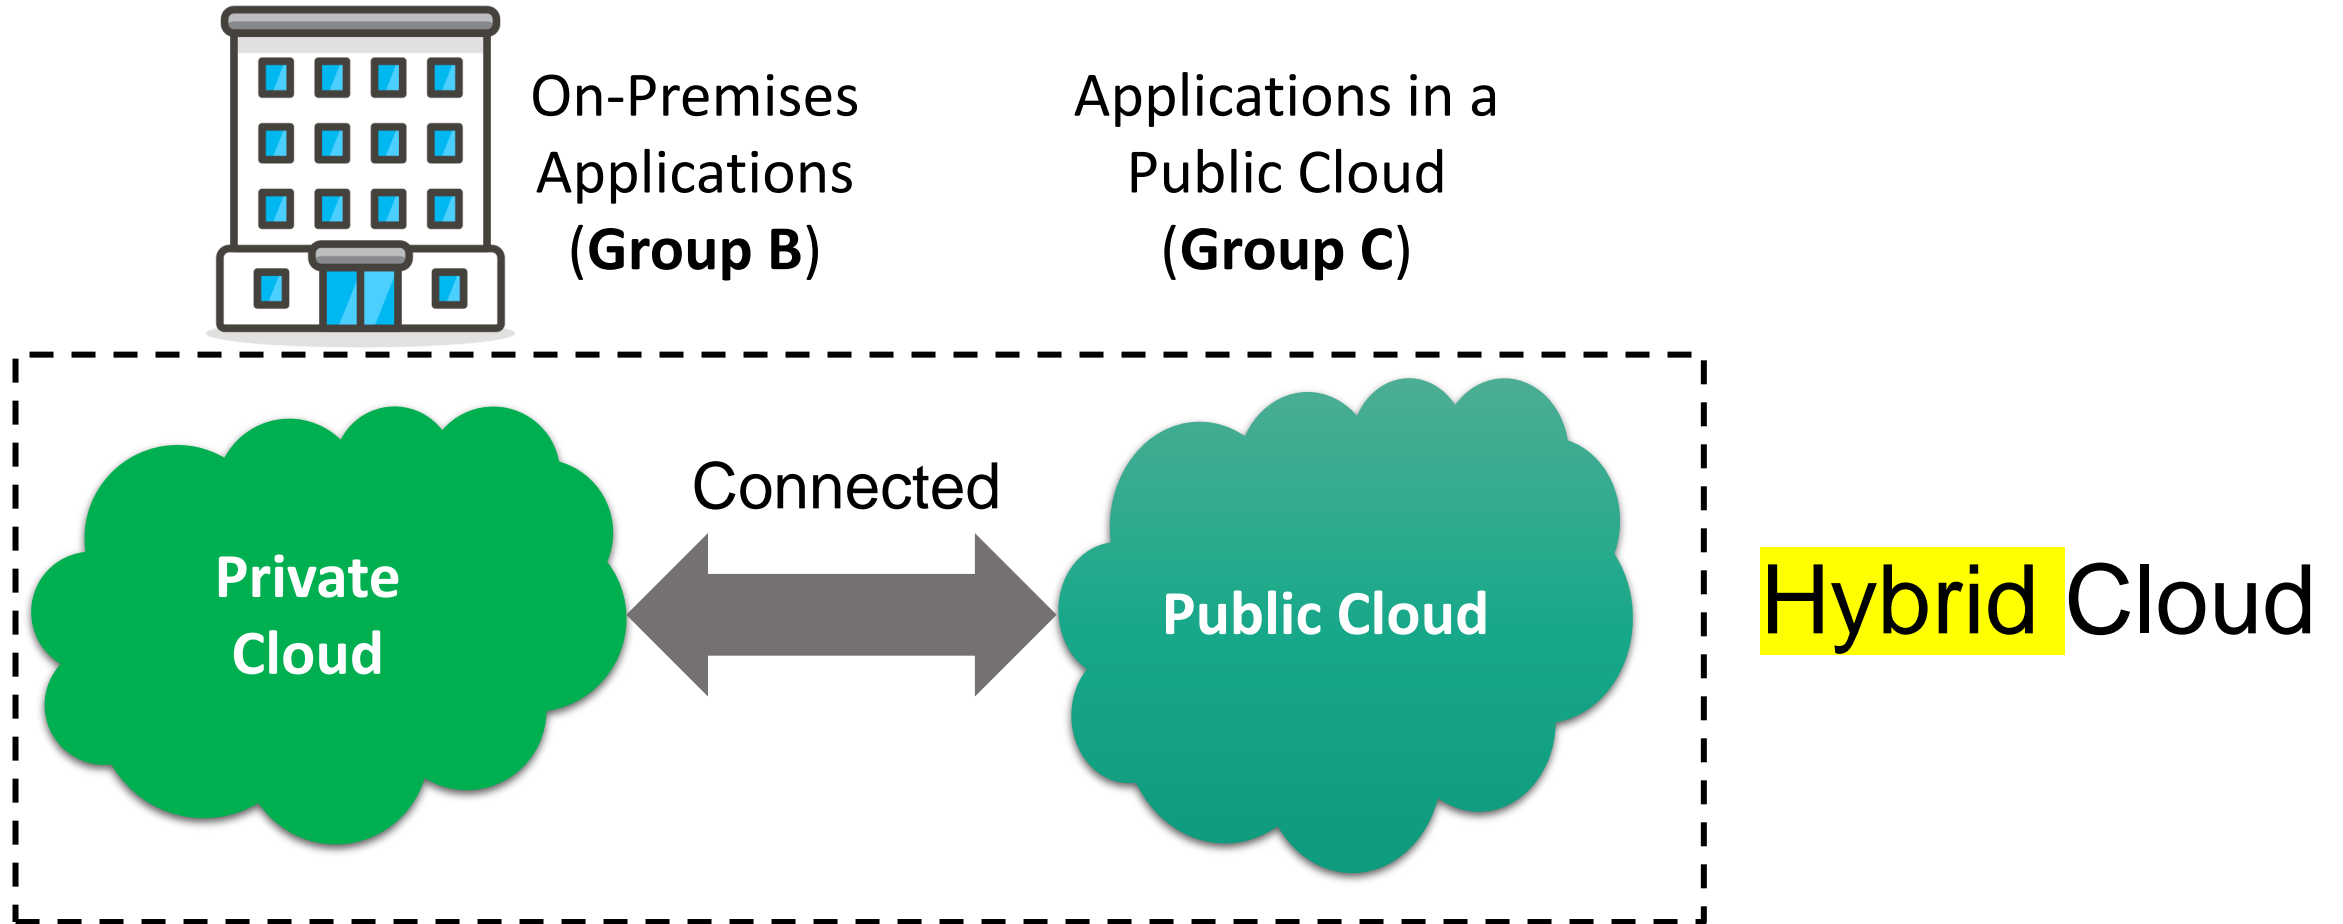 On-Premises
Applications
(Group B)
Applications in a
Public Cloud
(Group C)
Connected
Private
Cloud
Public Cloud
Hybrid Cloud